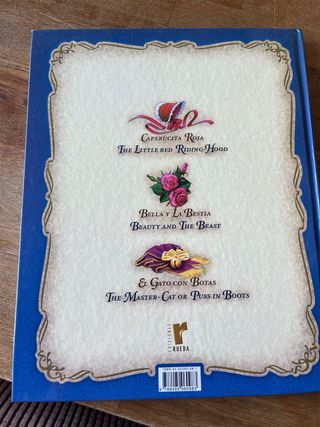 Caperucita Roja
The Little red Riding-Hood
Bella y La Bestia
Beauty and The Beast
El Gato con Botas
The Master-Cat or Puss in Boots
r
RUEDA